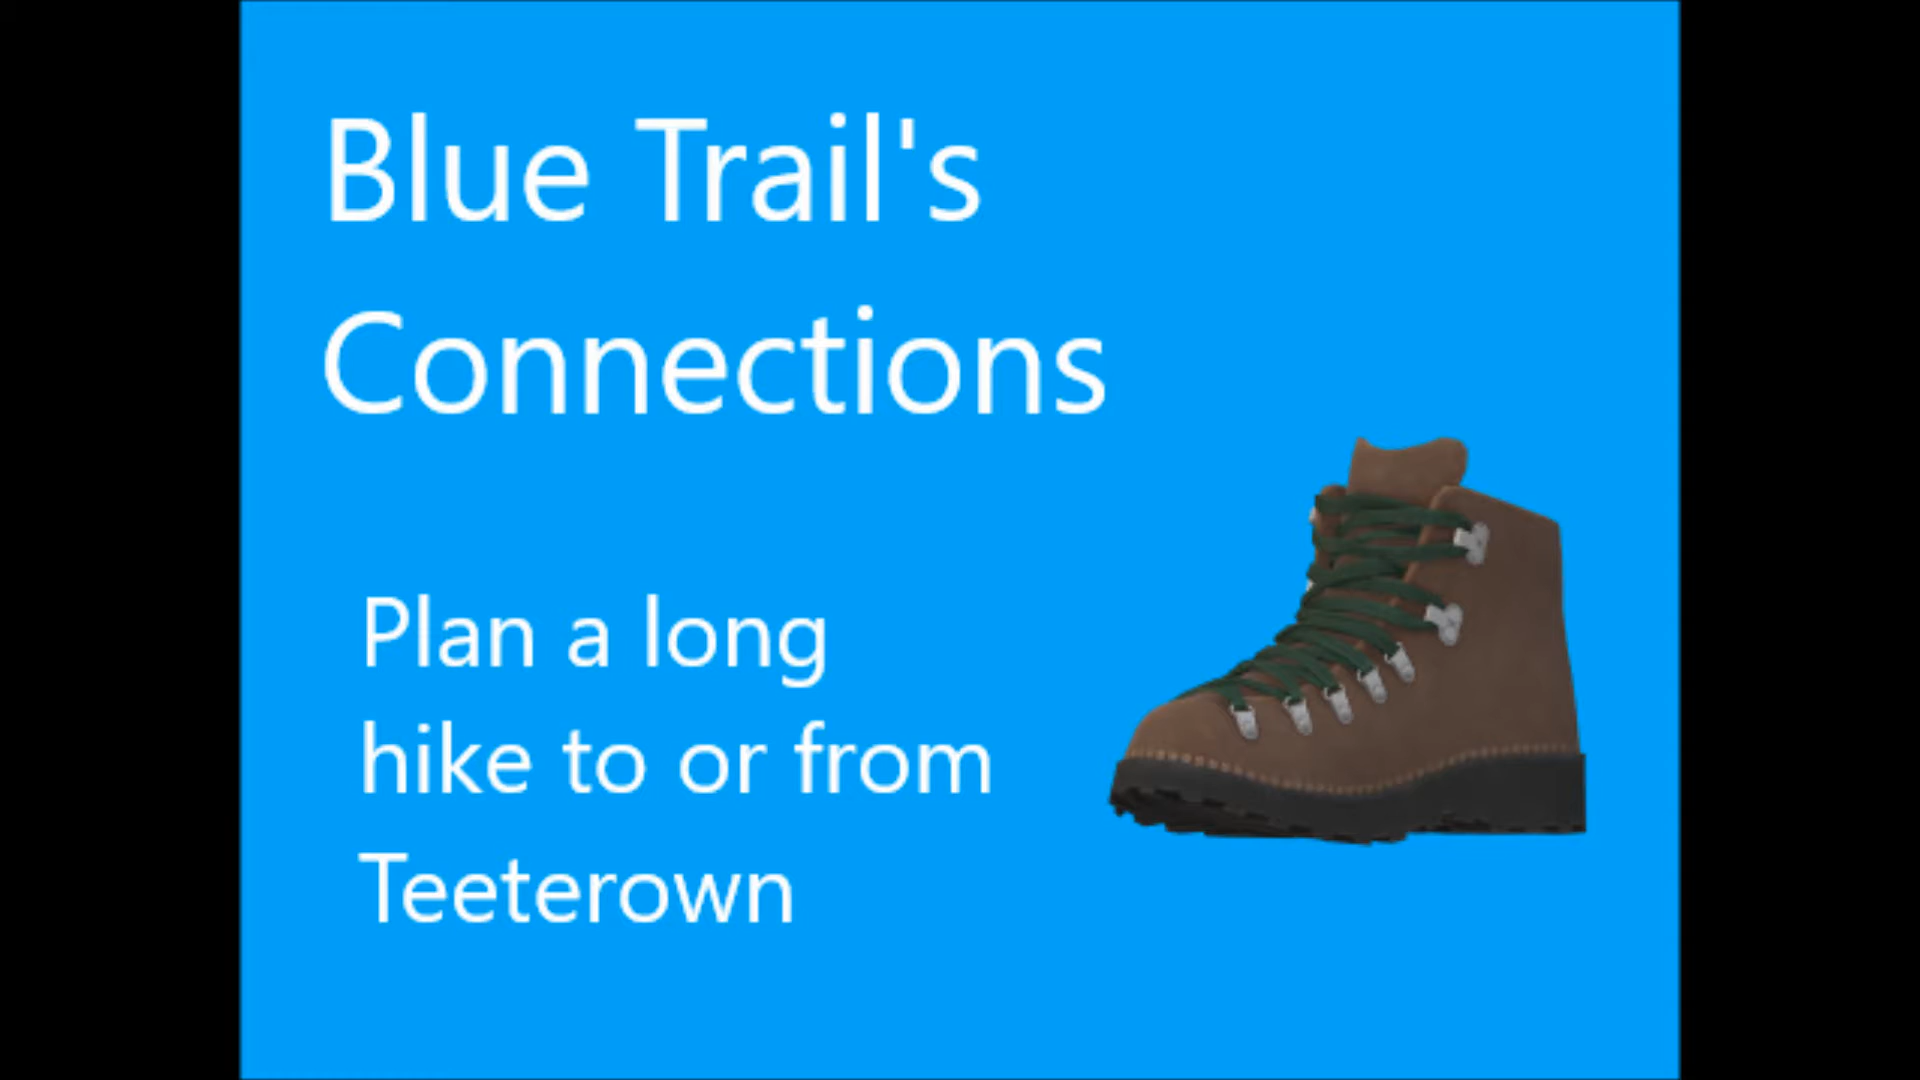 Blue Trail's
Connections
Plan a long
hike to or from
Teeterown